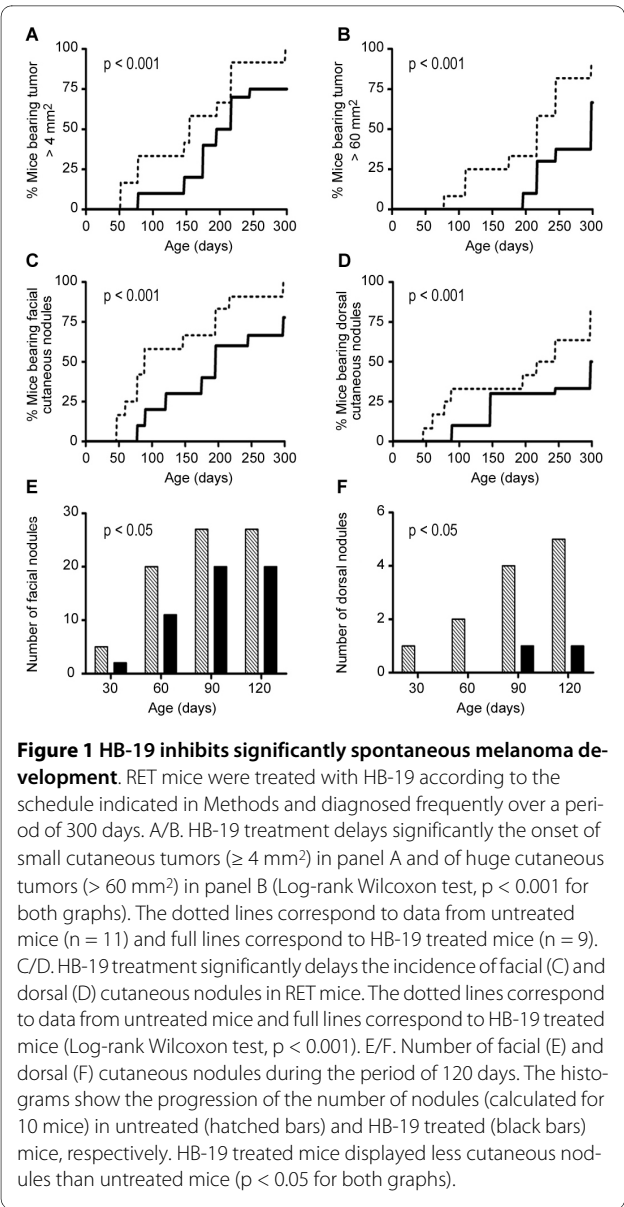 A
100
75
50
25
0
% Mice bearing tumor
> 4 mm²
p < 0.001
0 50 100 150 200 250 300
Age (days)
B
100
75
50
25
0
% Mice bearing tumor
> 60 mm²
p < 0.001
0 50 100 150 200 250 300
Age (days)
C
100
75
50
25
0
% Mice bearing facial
cutaneous nodules
p < 0.001
0 50 100 150 200 250 300
Age (days)
D
100
75
50
25
0
% Mice bearing dorsal
cutaneous nodules
p < 0.001
0 50 100 150 200 250 300
Age (days)
E
30
20
10
0
Number of facial nodules
p < 0.05
30 60 90 120
Age (days)
F
6
4
2
0
Number of dorsal nodules
p < 0.05
30 60 90 120
Age (days)
Figure 1 HB-19 inhibits significantly spontaneous melanoma de-
velopment. RET mice were treated with HB-19 according to the
schedule indicated in Methods and diagnosed frequently over a peri-
od of 300 days. A/B. HB-19 treatment delays significantly the onset of
small cutaneous tumors (≥ 4 mm²) in panel A and of huge cutaneous
tumors (> 60 mm²) in panel B (Log-rank Wilcoxon test, p < 0.001 for
both graphs). The dotted lines correspond to data from untreated
mice (n = 11) and full lines correspond to HB-19 treated mice (n = 9).
C/D. HB-19 treatment significantly delays the incidence of facial (C) and
dorsal (D) cutaneous nodules in RET mice. The dotted lines correspond
to data from untreated mice and full lines correspond to HB-19 treated
mice (Log-rank Wilcoxon test, p < 0.001). E/F. Number of facial (E) and
dorsal (F) cutaneous nodules during the period of 120 days. The histo-
grams show the progression of the number of nodules (calculated for
10 mice) in untreated (hatched bars) and HB-19 treated (black bars)
mice, respectively. HB-19 treated mice displayed less cutaneous nod-
ules than untreated mice (p < 0.05 for both graphs).